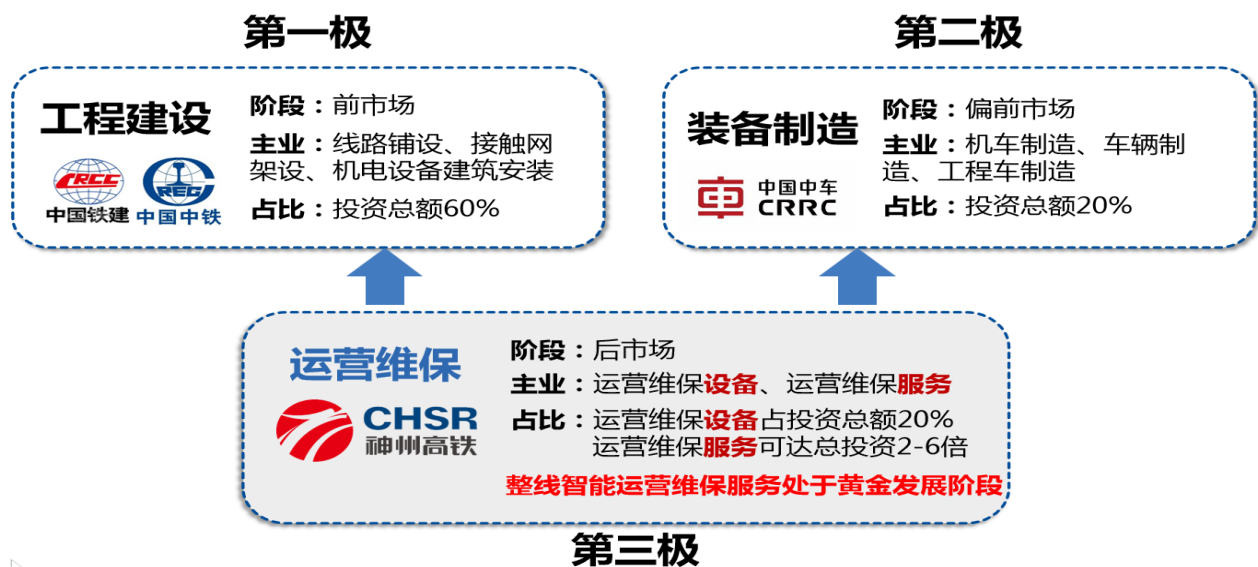 第一极
工程建设
CRCC
中国铁建
CREG
中国中铁
阶段：前市场
主业：线路铺设、接触网
架设、机电设备建筑安装
占比：投资总额60%
第二极
装备制造
中国中车
CRRC
阶段：偏前市场
主业：机车制造、车辆制
造、工程车制造
占比：投资总额20%
运营维保
CHSR
神州高铁
阶段：后市场
主业：运营维保设备、运营维保服务
占比：运营维保设备占投资总额20%
运营维保服务可达总投资2-6倍
整线智能运营维保服务处于黄金发展阶段
第三极